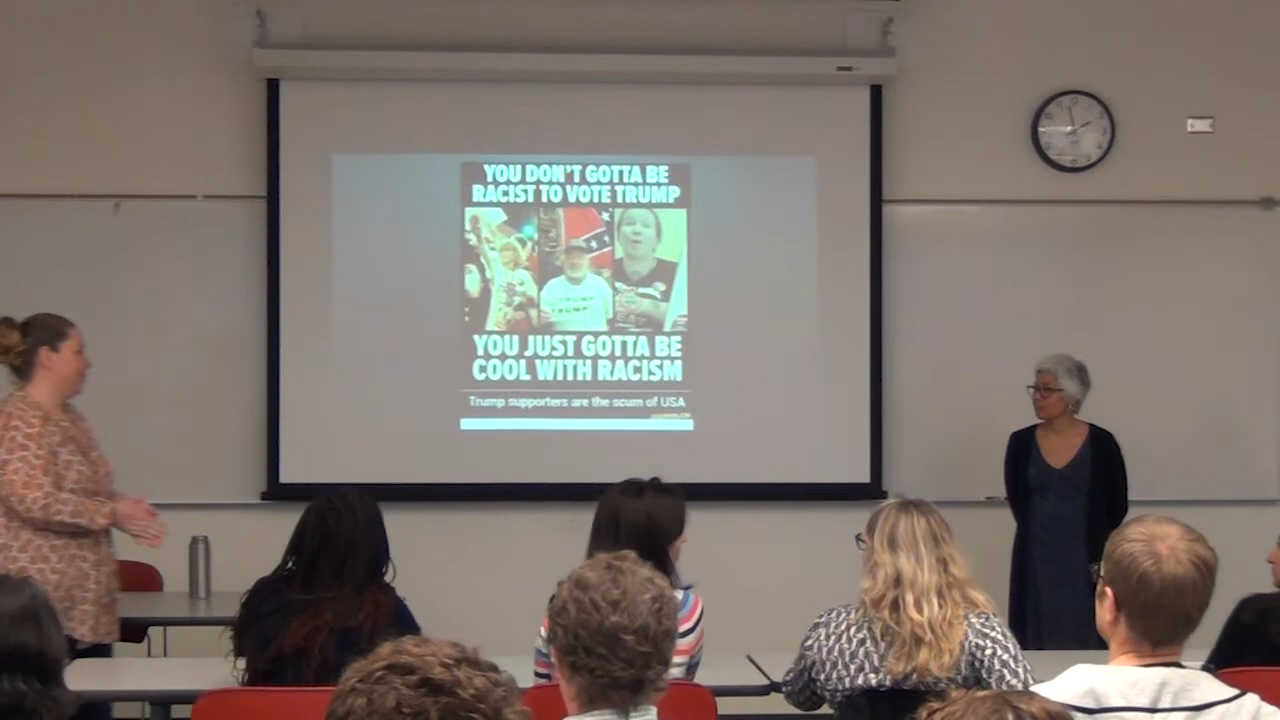 YOU DON'T GOTTA BE
RACIST TO VOTE TRUMP
TRUMP
YOU JUST GOTTA BE
COOL WITH RACISM
Trump supporters are the scum of USA